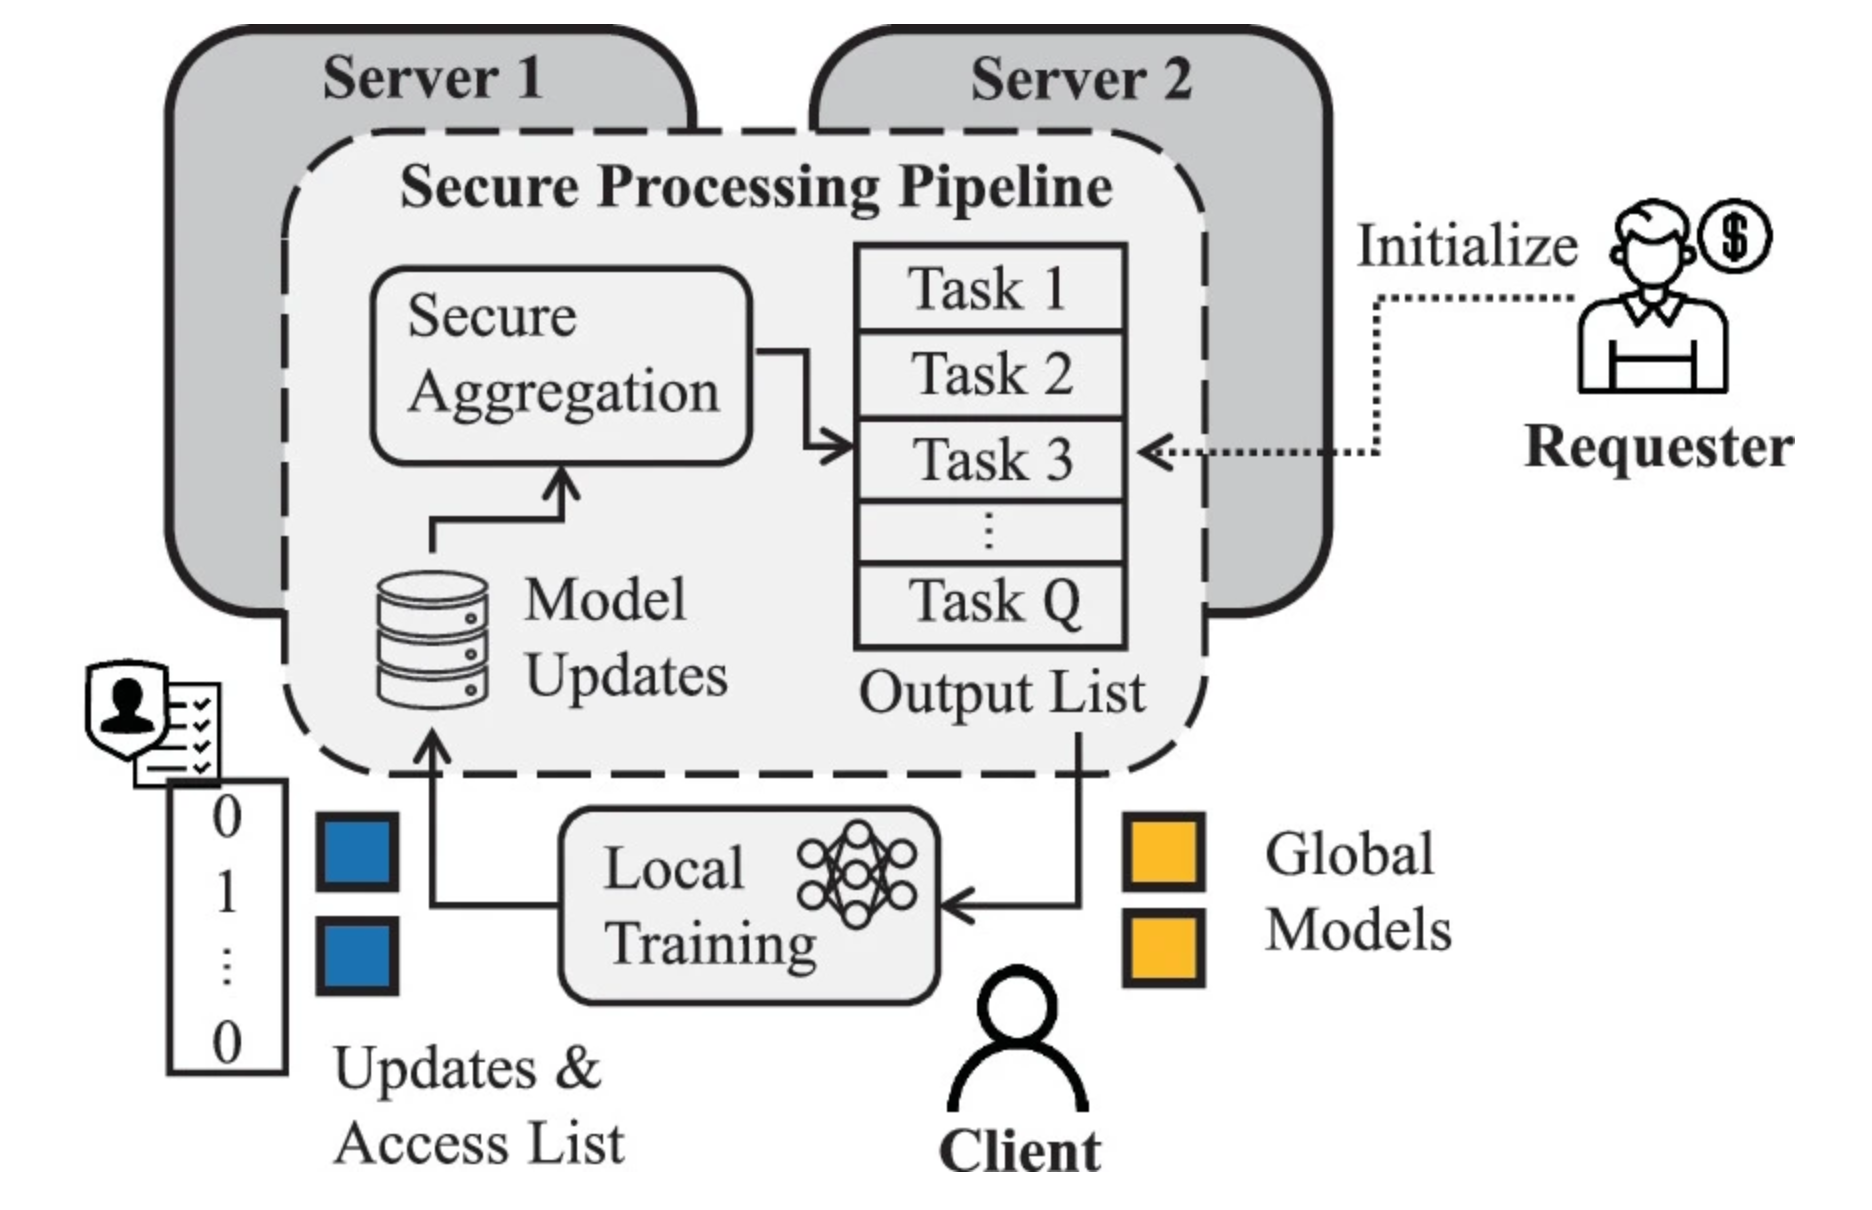 Server 1
Server 2
Secure Processing Pipeline
Secure
Aggregation
Task 1
Task 2
Task 3
⋮
Task Q
Output List
Initialize
$
Requester
Model
Updates
0
1
⋮
0
Updates &
Access List
Local
Training
Global
Models
Client